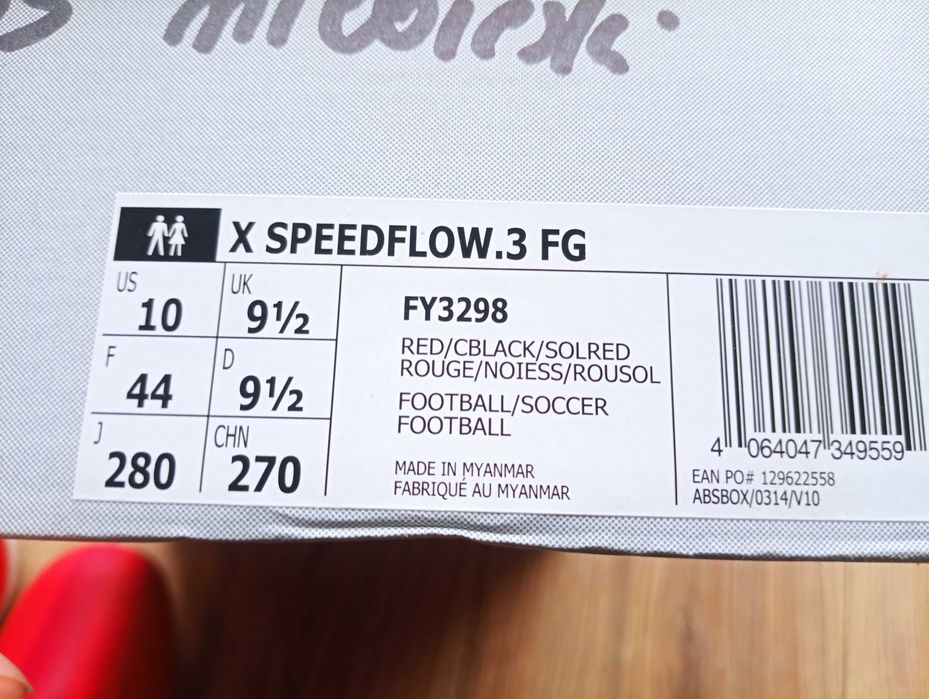 X SPEEDFLOW.3 FG
US 10 UK 9½
F 44 D 9½
J 280 CHN 270
FY3298
RED/CBLACK/SOLRED
ROUGE/NOIESS/ROUSOL
FOOTBALL/SOCCER
FOOTBALL
MADE IN MYANMAR
FABRIQUÉ AU MYANMAR
4 064047 349559
EAN PO# 129622558
ABSBOX/0314/V10